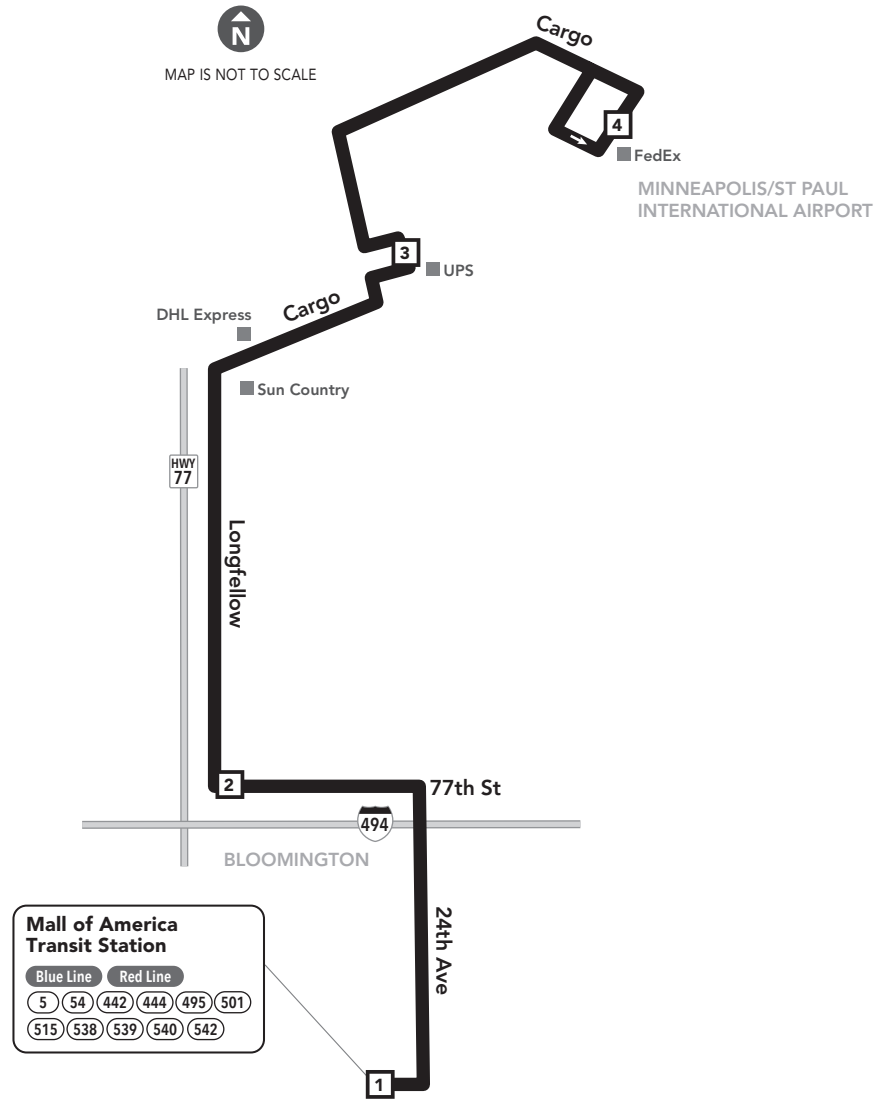 Cargo
N
MAP IS NOT TO SCALE
4
FedEx
MINNEAPOLIS/ST PAUL
INTERNATIONAL AIRPORT
3
UPS
Cargo
DHL Express
Sun Country
HWY
77
Longfellow
2
77th St
494
BLOOMINGTON
24th Ave
Mall of America
Transit Station
Blue Line Red Line
5 54 442 444 495 501
515 538 539 540 542
1